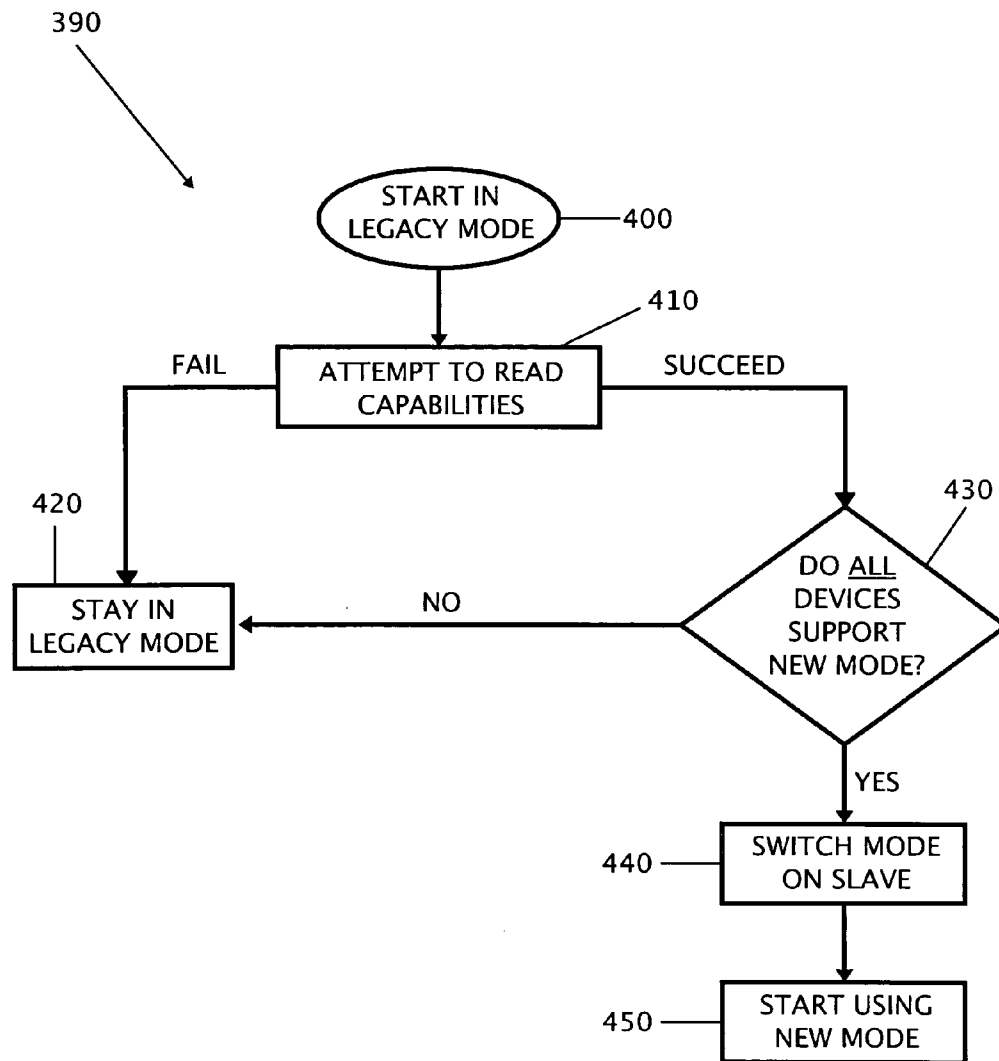 390
START IN
LEGACY MODE
400
410
FAIL
ATTEMPT TO READ
CAPABILITIES
SUCCEED
420
430
STAY IN
LEGACY MODE
NO
DO ALL
DEVICES
SUPPORT
NEW MODE?
YES
440
SWITCH MODE
ON SLAVE
450
START USING
NEW MODE